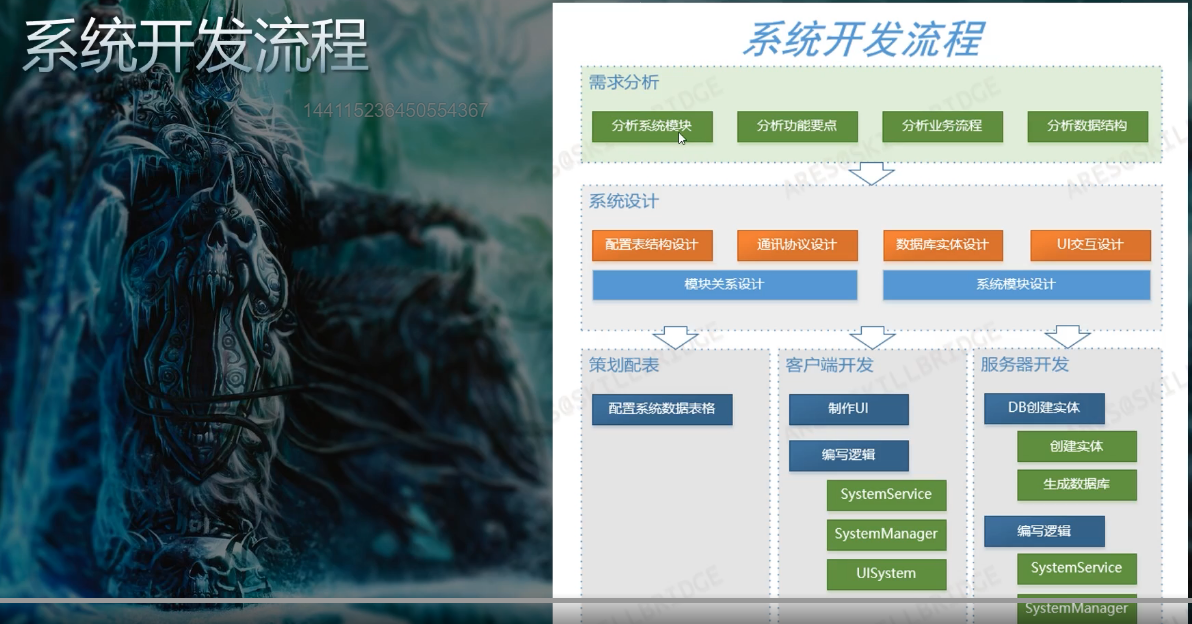 系统开发流程
144115236450554367
系统开发流程
需求分析
分析系统模块
分析功能要点
分析业务流程
分析数据结构
系统设计
配置表结构设计
通讯协议设计
数据库实体设计
UI交互设计
模块关系设计
系统模块设计
策划配表
配置系统数据表格
客户端开发
制作UI
编写逻辑
SystemService
SystemManager
UISystem
服务器开发
DB创建实体
创建实体
生成数据库
编写逻辑
SystemService
SystemManager
ARES@SKILLBRIDGE